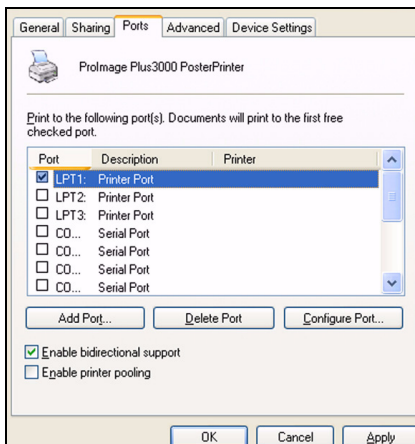 General Sharing Ports Advanced Device Settings
ProImage Plus3000 PosterPrinter
Print to the following port(s). Documents will print to the first free
checked port.
Port Description Printer
LPT1: Printer Port
LPT2: Printer Port
LPT3: Printer Port
CO... Serial Port
CO... Serial Port
CO... Serial Port
Add Port... Delete Port Configure Port...
Enable bidirectional support
Enable printer pooling
OK Cancel Apply